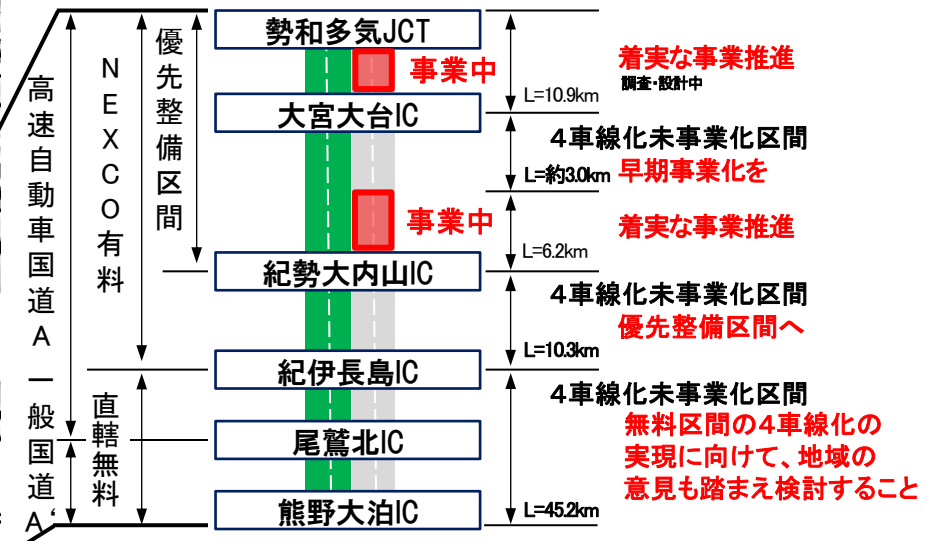 勢和多気JCT
大宮大台IC
紀勢大内山IC
紀伊長島IC
尾鷲北IC
熊野大泊IC
高速自動車国道A
一般国道A‘
NEXCO有料
直轄無料
優先整備区間
事業中
事業中
L=10.9km
L=約3.0km
L=6.2km
L=10.3km
L=45.2km
着実な事業推進
調査・設計中
4車線化未事業化区間
早期事業化を
着実な事業推進
4車線化未事業化区間
優先整備区間へ
4車線化未事業化区間
無料区間の4車線化の
実現に向けて、地域の
意見も踏まえ検討すること